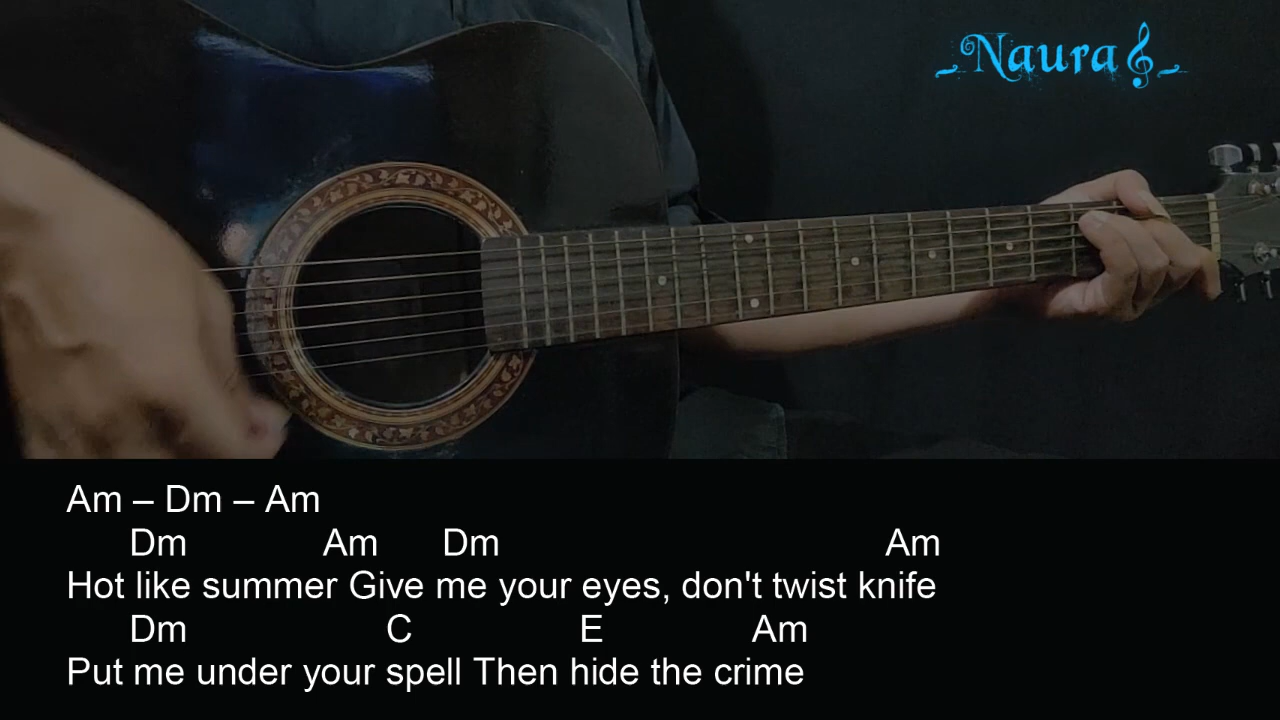 Naura
Am – Dm – Am
Dm Am Dm Am
Hot like summer Give me your eyes, don't twist knife
Dm C E Am
Put me under your spell Then hide the crime